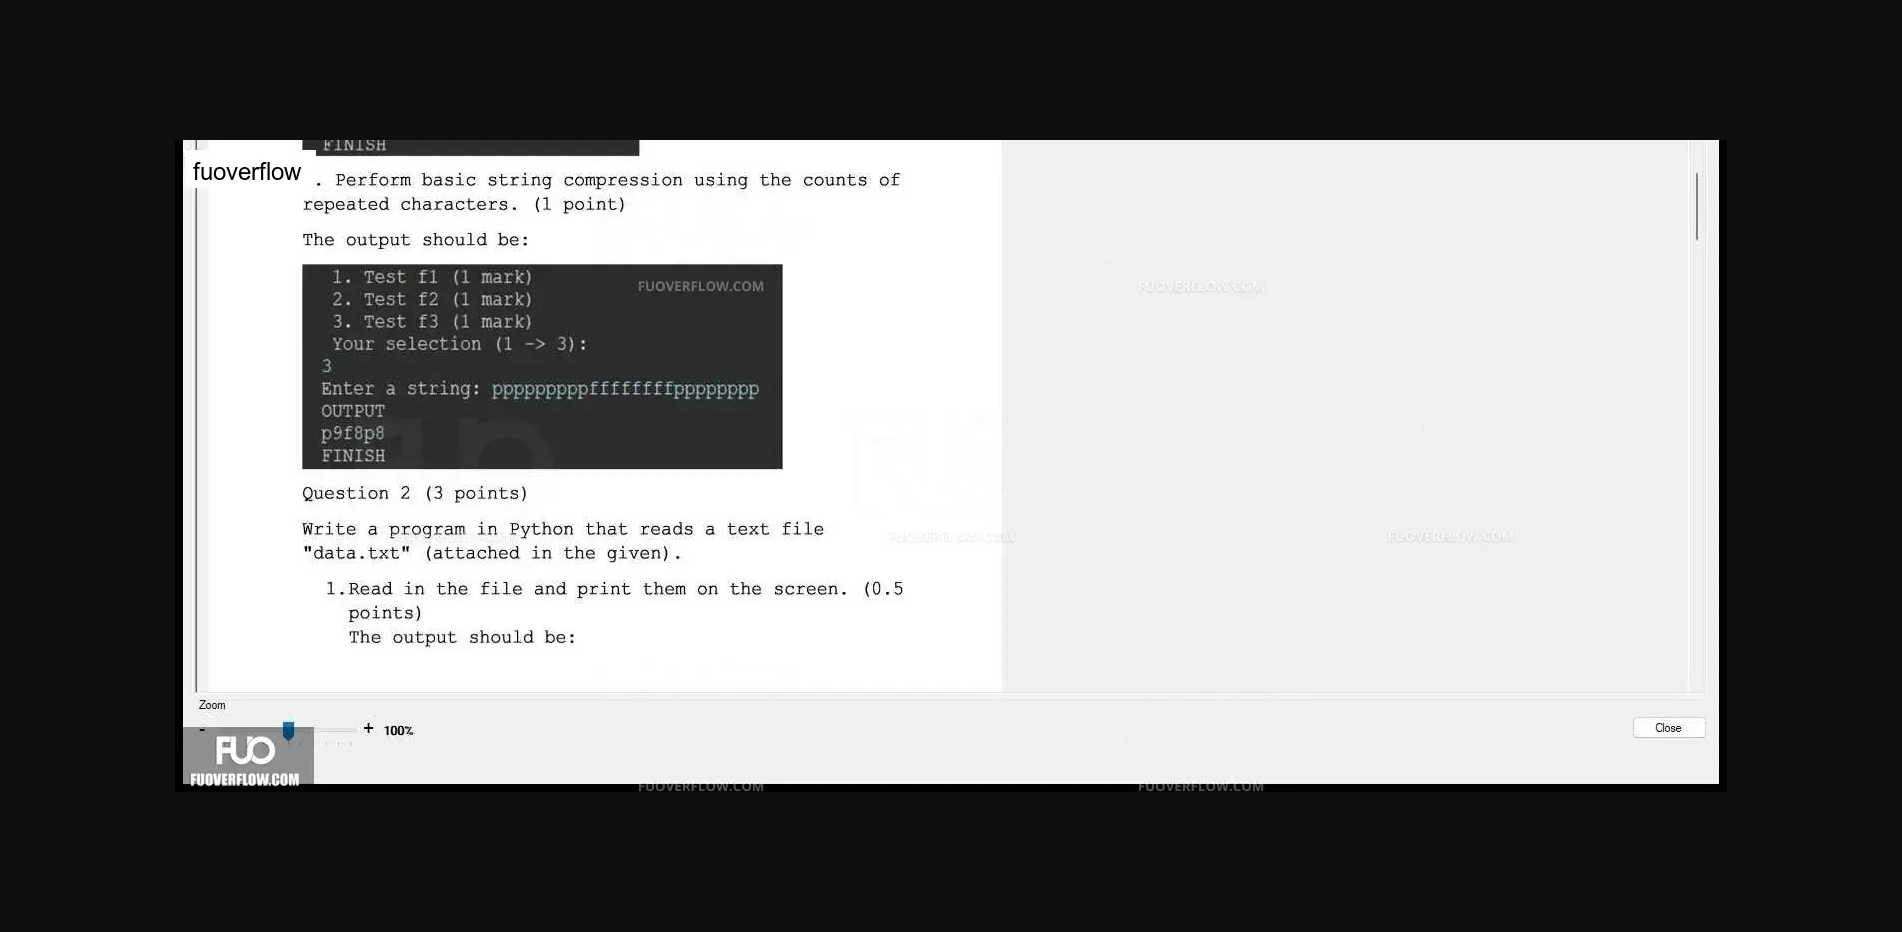 FINISH
fuoverflow
. Perform basic string compression using the counts of
repeated characters. (1 point)
The output should be:
1. Test f1 (1 mark)
FUOVERFLOW.COM
FUOVERFLOW.COM
2. Test f2 (1 mark)
3. Test f3 (1 mark)
Your selection (1 -> 3):
3
Enter a string: pppppppppffffffffpppppppp
OUTPUT
p9f8p8
FINISH
Question 2 (3 points)
Write a program in Python that reads a text file
FUOVERFLOW.COM
FUOVERFLOW.COM
"data.txt" (attached in the given).
1.Read in the file and print them on the screen. (0.5
points)
The output should be:
Zoom
- + 100%
Close
FUO
FUOVERFLOW.COM
FUOVERFLOW.COM
FUOVERFLOW.COM